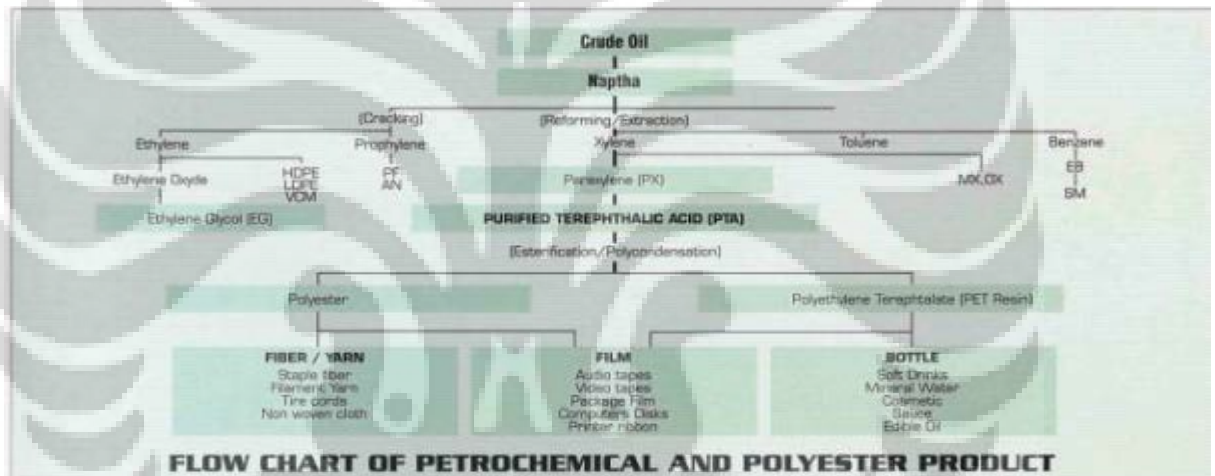 Crude Oil
Naptha
(Cracking) (Reforming/Extraction)
Ethylene Prophylene Xylene Toluene Benzene
Ethylene Oxyde HDPE PF Paraxylene (PX) MX,OX EB
LDPE AN
VCM SM
Ethylene Glycol (EG) PURIFIED TEREPHTHALIC ACID (PTA)
(Esterification/Polycondensation)
Polyester Polyethylene Terephtalate (PET Resin)
FIBER / YARN
Staple fiber
Filament Yarn
Tire cords
Non woven cloth
FILM
Audio tapes
Video tapes
Package Film
Computers Disks
Printer ribbon
BOTTLE
Soft Drinks
Mineral Water
Cosmetic
Sauce
Edible Oil
FLOW CHART OF PETROCHEMICAL AND POLYESTER PRODUCT